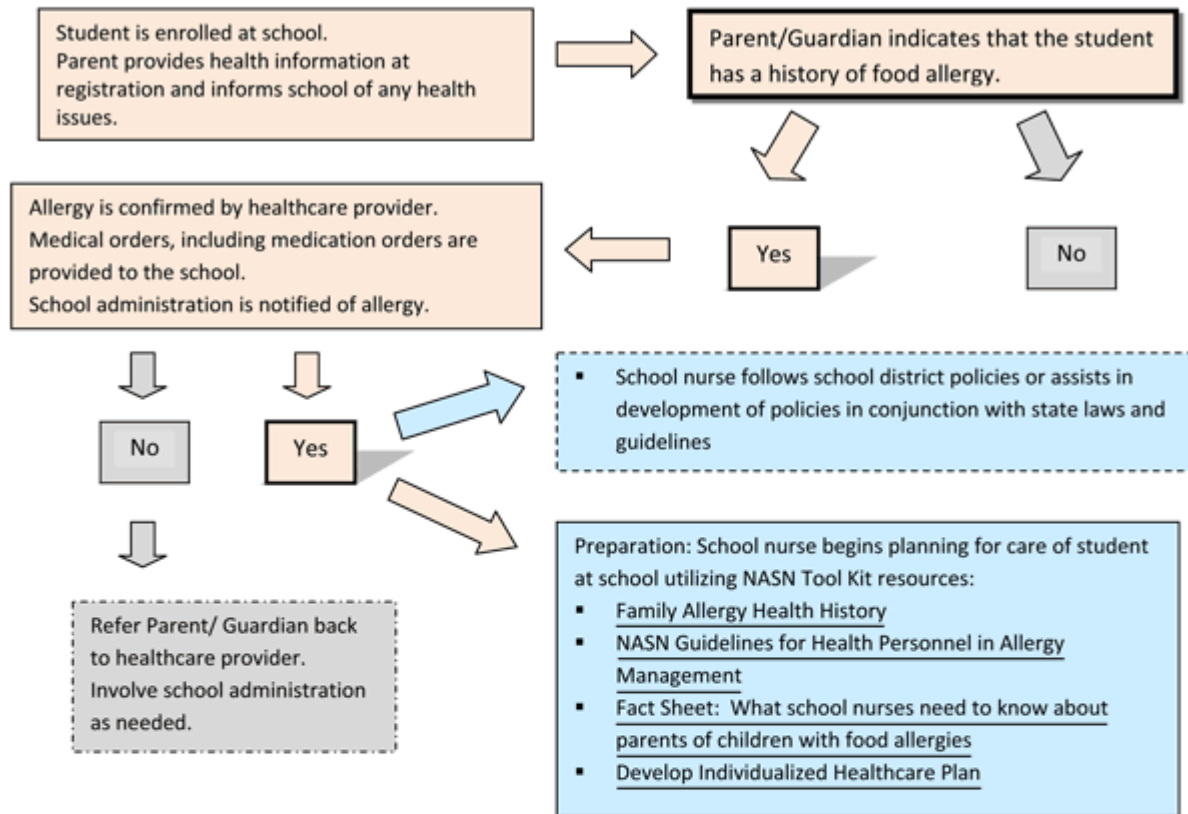 Student is enrolled at school.
Parent provides health information at
registration and informs school of any health
issues.
Parent/Guardian indicates that the student
has a history of food allergy.
Allergy is confirmed by healthcare provider.
Medical orders, including medication orders are
provided to the school.
School administration is notified of allergy.
Yes
No
No
Yes
▪ School nurse follows school district policies or assists in
development of policies in conjunction with state laws and
guidelines
Refer Parent/ Guardian back
to healthcare provider.
Involve school administration
as needed.
Preparation: School nurse begins planning for care of student
at school utilizing NASN Tool Kit resources:
▪ Family Allergy Health History
▪ NASN Guidelines for Health Personnel in Allergy
Management
▪ Fact Sheet:  What school nurses need to know about
parents of children with food allergies
▪ Develop Individualized Healthcare Plan